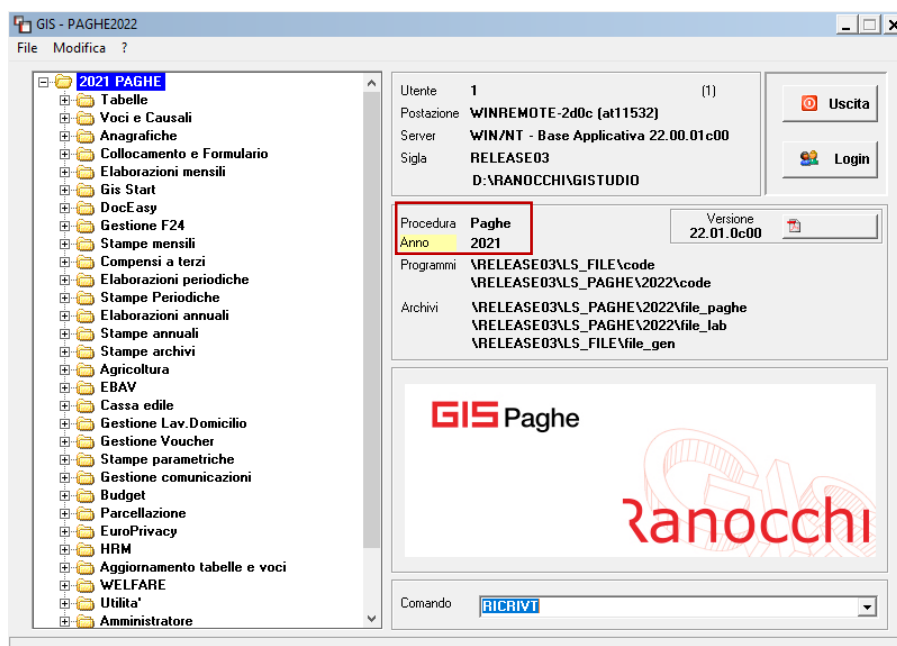 GIS - PAGHE2022
File Modifica ?
2021 PAGHE
Tabelle
Voci e Causali
Anagrafiche
Collocamento e Formulario
Elaborazioni mensili
Gis Start
DocEasy
Gestione F24
Stampe mensili
Compensi a terzi
Elaborazioni periodiche
Stampe Periodiche
Elaborazioni annuali
Stampe annuali
Stampe archivi
Agricoltura
EBAV
Cassa edile
Gestione Lav.Domicilio
Gestione Voucher
Stampe parametriche
Gestione comunicazioni
Budget
Parcellazione
EuroPrivacy
HRM
Aggiornamento tabelle e voci
WELFARE
Utilita'
Amministratore
Utente 1 (1)
Postazione WINREMOTE-2d0c (at11532)
Server WIN/NT - Base Applicativa 22.00.01c00
Sigla RELEASE03
D:\RANOCCHI\GISTUDIO
Uscita
Login
Procedura Paghe
Anno 2021
Versione
22.01.0c00
Programmi \RELEASE03\LS_FILE\code
\RELEASE03\LS_PAGHE\2022\code
Archivi \RELEASE03\LS_PAGHE\2022\file_paghe
\RELEASE03\LS_PAGHE\2022\file_lab
\RELEASE03\LS_FILE\file_gen
GIS Paghe
Ranocchi
Comando RICRIVT